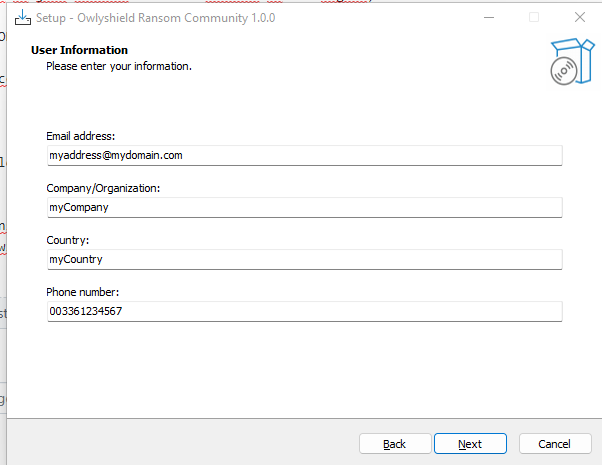 Setup - Owlyshield Ransom Community 1.0.0
User Information
Please enter your information.
Email address:
myaddress@mydomain.com
Company/Organization:
myCompany
Country:
myCountry
Phone number:
003361234567
Back
Next
Cancel